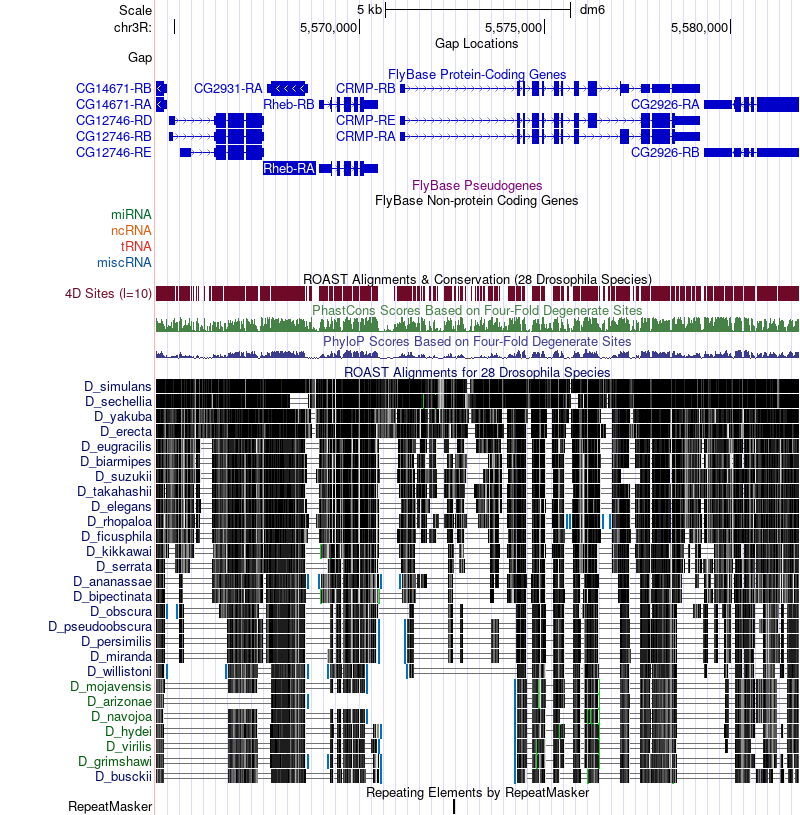 Scale 5 kb dm6
chr3R: 5,570,000 5,575,000 5,580,000
Gap Locations
Gap
FlyBase Protein-Coding Genes
CG14671-RB CG2931-RA CRMP-RB
CG14671-RA Rheb-RB CG2926-RA
CG12746-RD CRMP-RE
CG12746-RB CRMP-RA
CG12746-RE CG2926-RB
Rheb-RA
FlyBase Pseudogenes
FlyBase Non-protein Coding Genes
miRNA
ncRNA
tRNA
miscRNA
ROAST Alignments & Conservation (28 Drosophila Species)
4D Sites (l=10)
PhastCons Scores Based on Four-Fold Degenerate Sites
PhyloP Scores Based on Four-Fold Degenerate Sites
ROAST Alignments for 28 Drosophila Species
D_simulans
D_sechellia
D_yakuba
D_erecta
D_eugracilis
D_biarmipes
D_suzukii
D_takahashii
D_elegans
D_rhopaloa
D_ficusphila
D_kikkawai
D_serrata
D_ananassae
D_bipectinata
D_obscura
D_pseudoobscura
D_persimilis
D_miranda
D_willistoni
D_mojavensis
D_arizonae
D_navojoa
D_hydei
D_virilis
D_grimshawi
D_busckii
Repeating Elements by RepeatMasker
RepeatMasker